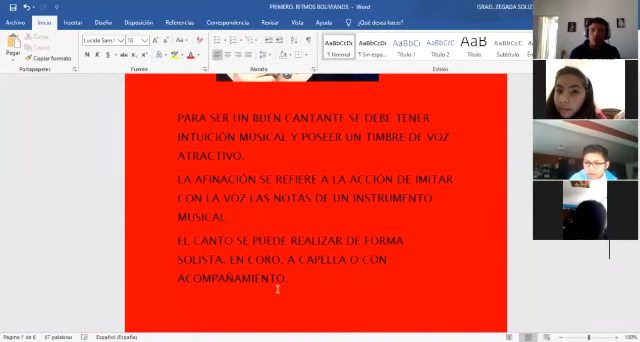 PRIMERO. RITMOS BOLIVIANOS - Word
ISRAEL ZEGADA SOLIZ
Archivo Inicio Insertar Diseño Disposición Referencias Correspondencia Revisar Vista ¿Qué desea hacer?
Cortar
Copiar
Copiar formato
Pegar
Lucida Sans 18
AaBbCcDc AaBbCcDc AaBbCc AaBbCcD AaB AaBbCcD
¶ Normal ¶ Sin espa... Título 1 Título 2 Título Subtítulo
Portapapeles Fuente Párrafo Estilos
PARA SER UN BUEN CANTANTE SE DEBE TENER
INTUICIÓN MUSICAL Y POSEER UN TIMBRE DE VOZ
ATRACTIVO.
LA AFINACIÓN SE REFIERE A LA ACCIÓN DE IMITAR
CON LA VOZ LAS NOTAS DE UN INSTRUMENTO
MUSICAL.
EL CANTO SE PUEDE REALIZAR DE FORMA
SOLISTA, EN CORO, A CAPELLA O CON
ACOMPAÑAMIENTO.
Página 1 de 6 87 palabras Español (España) 100%